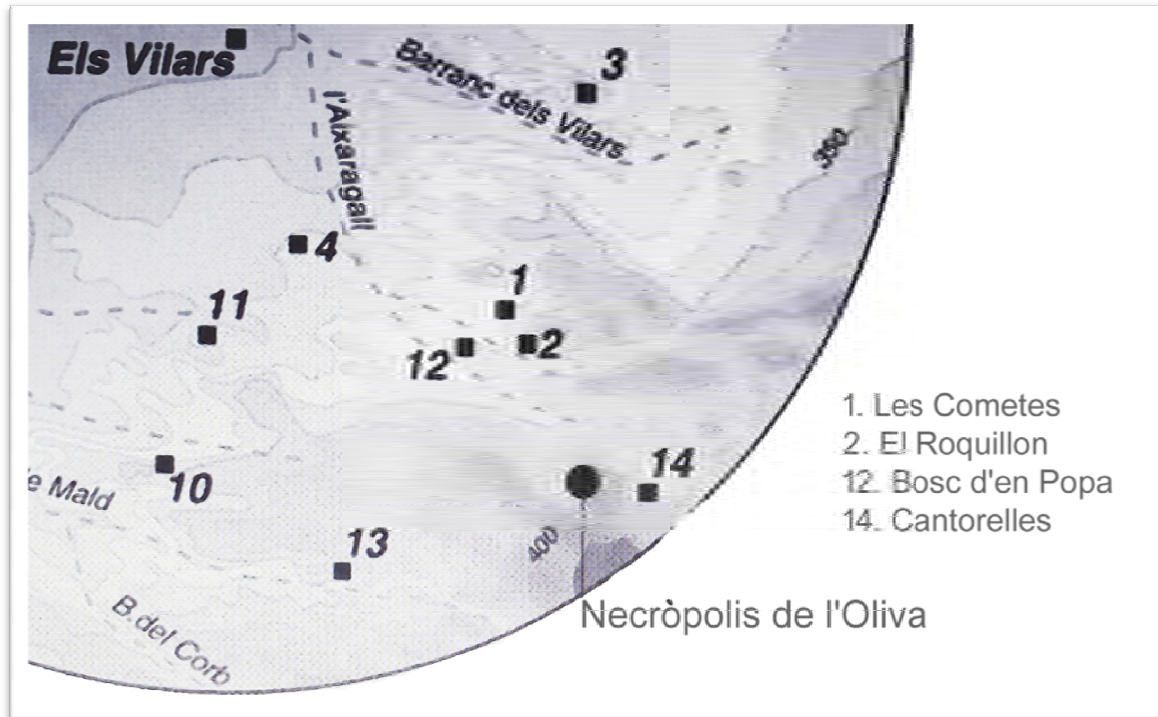 Els Vilars
Barranc dels Vilars
3
390
l'Aixaragall
4
1
11
2
12
1. Les Cometes
2. El Roquillon
12. Bosc d'en Popa
14. Cantorelles
14
10
e Mald
13
400
Necròpolis de l'Oliva
B. del Corb